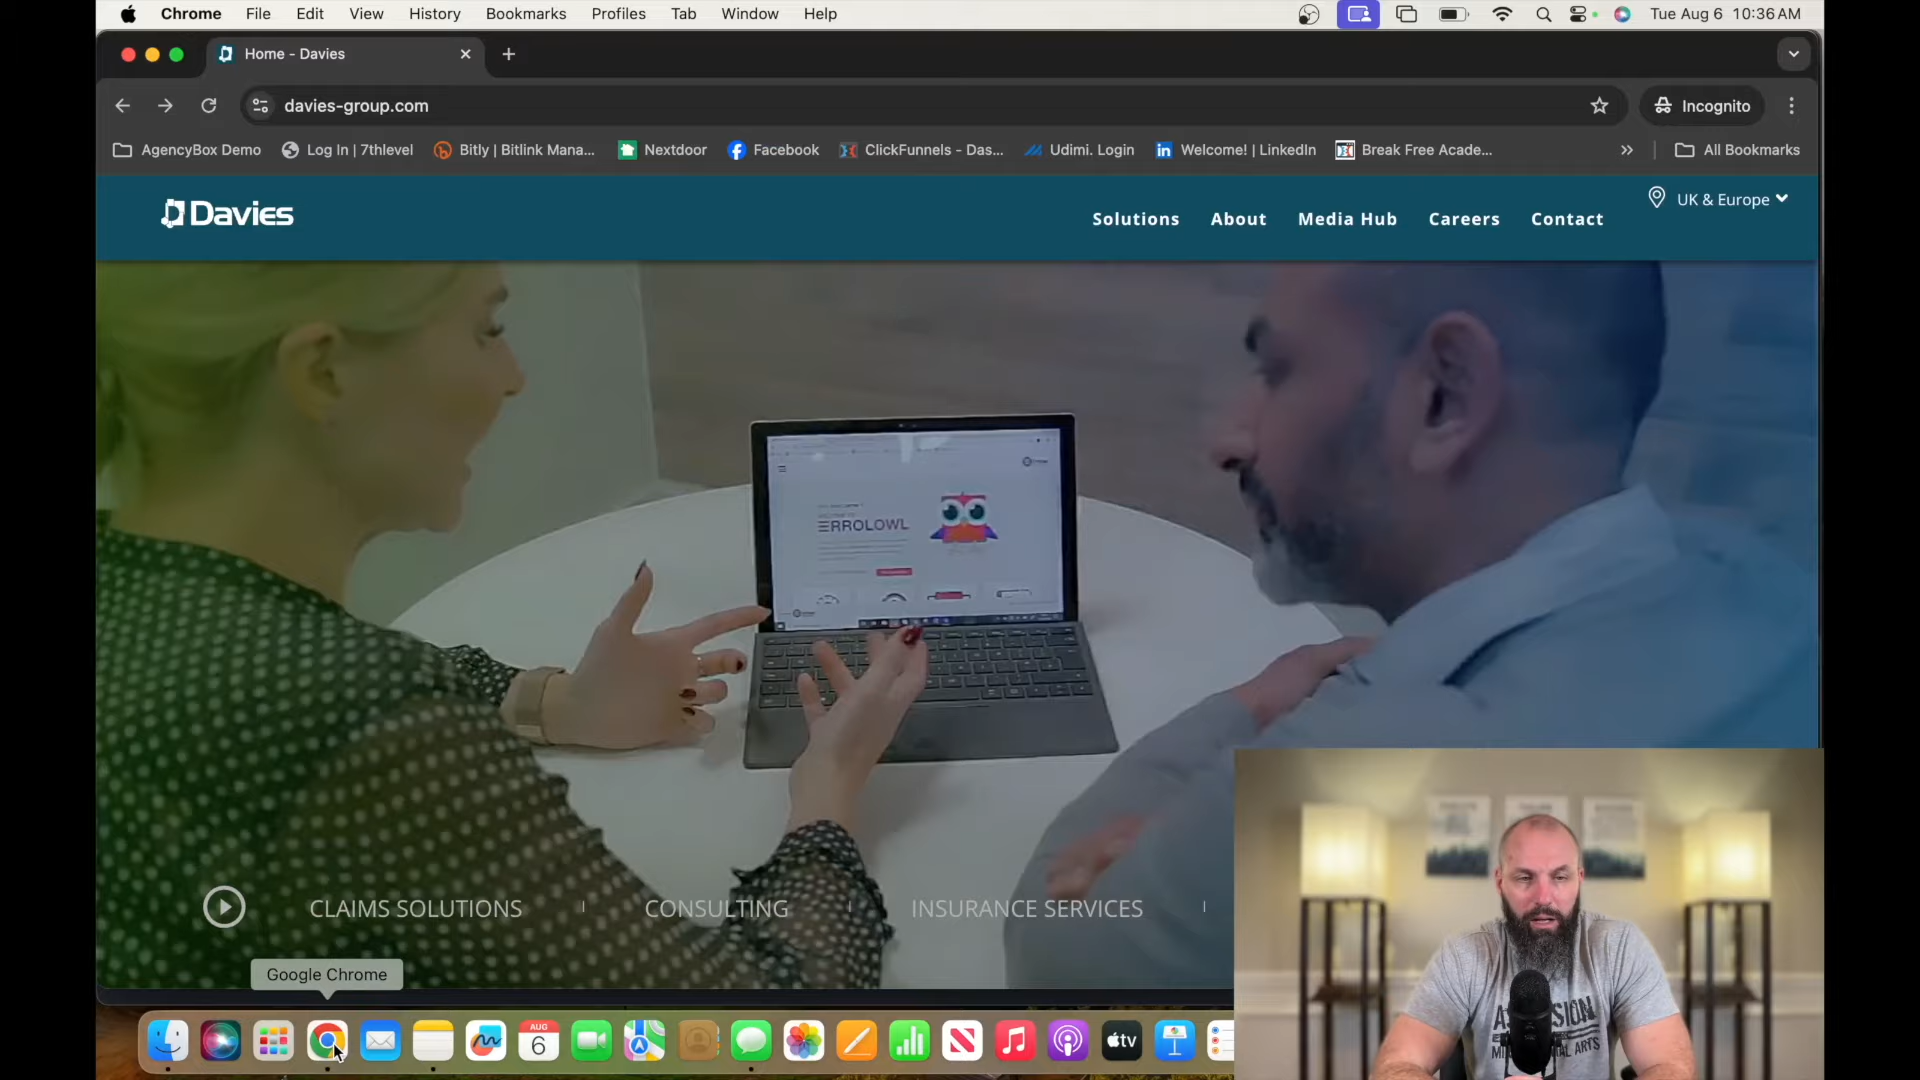 Chrome File Edit View History Bookmarks Profiles Tab Window Help Tue Aug 6 10:36 AM
Home - Davies
davies-group.com Incognito
AgencyBox Demo Log In | 7thlevel Bitly | Bitlink Mana... Nextdoor Facebook ClickFunnels - Das... Udimi. Login Welcome! | LinkedIn Break Free Acade... All Bookmarks
Davies Solutions About Media Hub Careers Contact UK & Europe
ERROLOWL
CLAIMS SOLUTIONS CONSULTING INSURANCE SERVICES
Google Chrome
AUG
6
tv